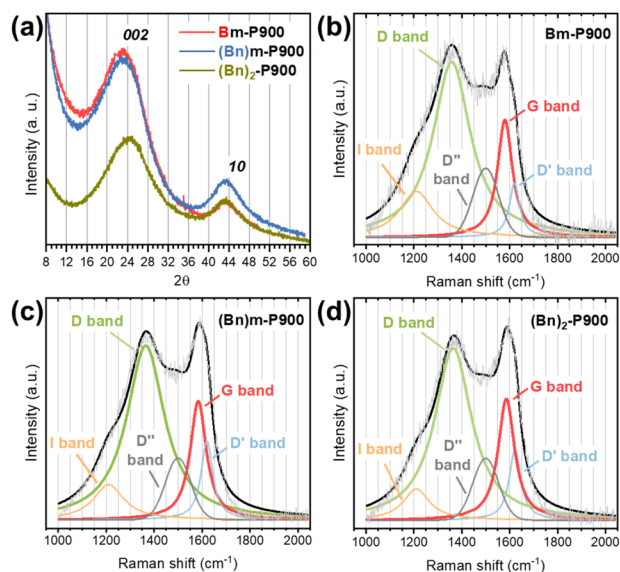 (a)
002
Bm-P900
(Bn)m-P900
(Bn)2-P900
10
Intensity (a. u.)
8 12 16 20 24 28 32 36 40 44 48 52 56 60
2θ
(b)
Bm-P900
D band
G band
I band
D''
band
D' band
Intensity (a.u.)
1000 1200 1400 1600 1800 2000
Raman shift (cm-1)
(c)
(Bn)m-P900
D band
G band
I band
D''
band
D' band
Intensity (a.u.)
1000 1200 1400 1600 1800 2000
Raman shift (cm-1)
(d)
(Bn)2-P900
D band
G band
I band
D''
band
D' band
Intensity (a.u.)
1000 1200 1400 1600 1800 2000
Raman shift (cm-1)